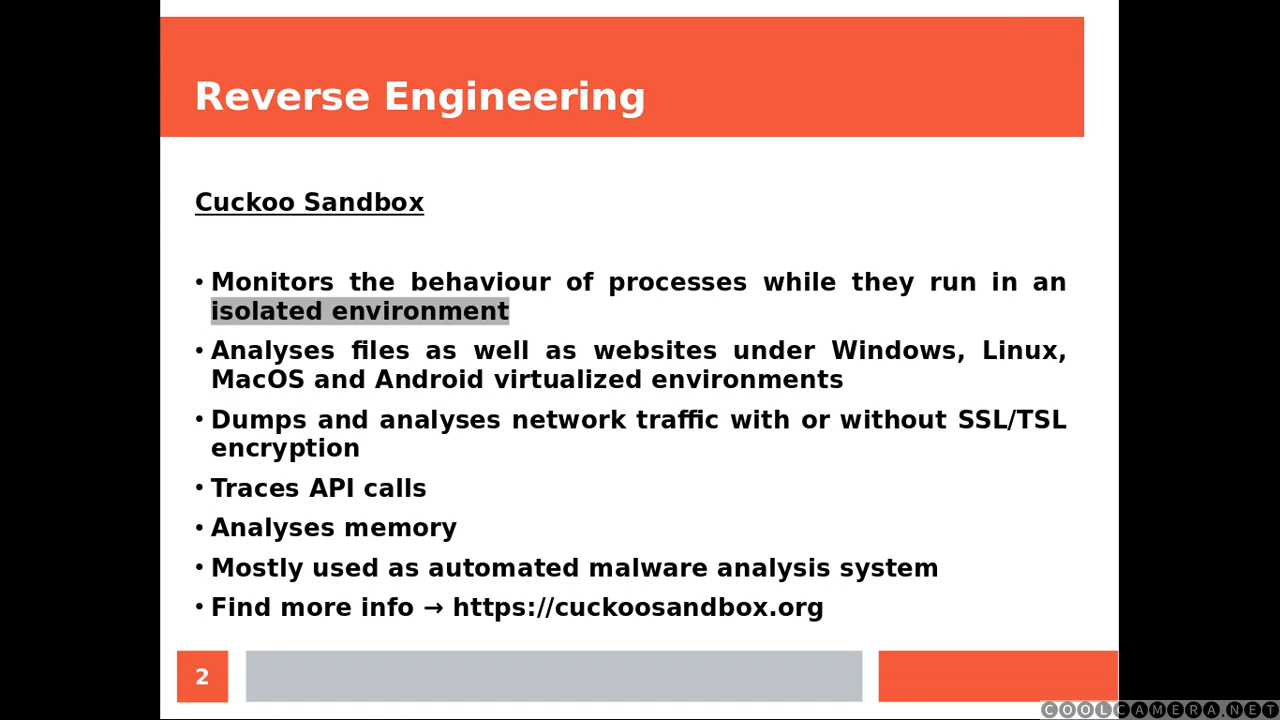 Reverse Engineering
Cuckoo Sandbox
• Monitors the behaviour of processes while they run in an
isolated environment
• Analyses files as well as websites under Windows, Linux,
MacOS and Android virtualized environments
• Dumps and analyses network traffic with or without SSL/TSL
encryption
• Traces API calls
• Analyses memory
• Mostly used as automated malware analysis system
• Find more info → https://cuckoosandbox.org
2
COOLCAMERA.NET